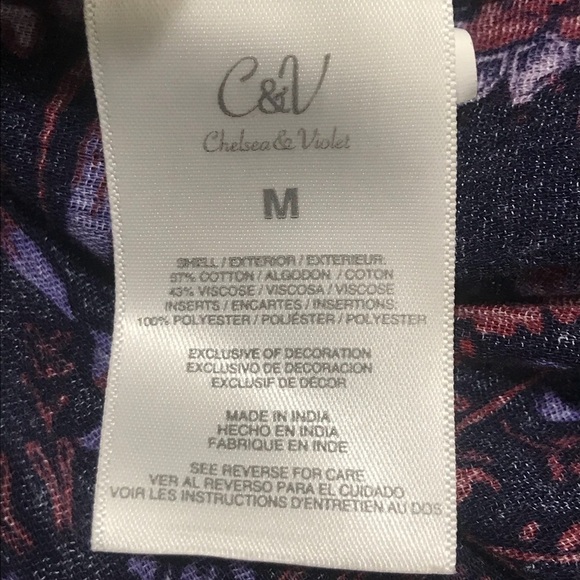 C&V
Chelsea & Violet
M
SHELL / EXTERIOR / EXTERIEUR:
57% COTTON / ALGODON / COTON
43% VISCOSE / VISCOSA / VISCOSE
INSERTS / ENCARTES / INSERTIONS:
100% POLYESTER / POLIÉSTER / POLYESTER
EXCLUSIVE OF DECORATION
EXCLUSIVO DE DECORACION
EXCLUSIF DE DÉCOR
MADE IN INDIA
HECHO EN INDIA
FABRIQUE EN INDE
SEE REVERSE FOR CARE
VER AL REVERSO PARA EL CUIDADO
VOIR LES INSTRUCTIONS D'ENTRETIEN AU DOS